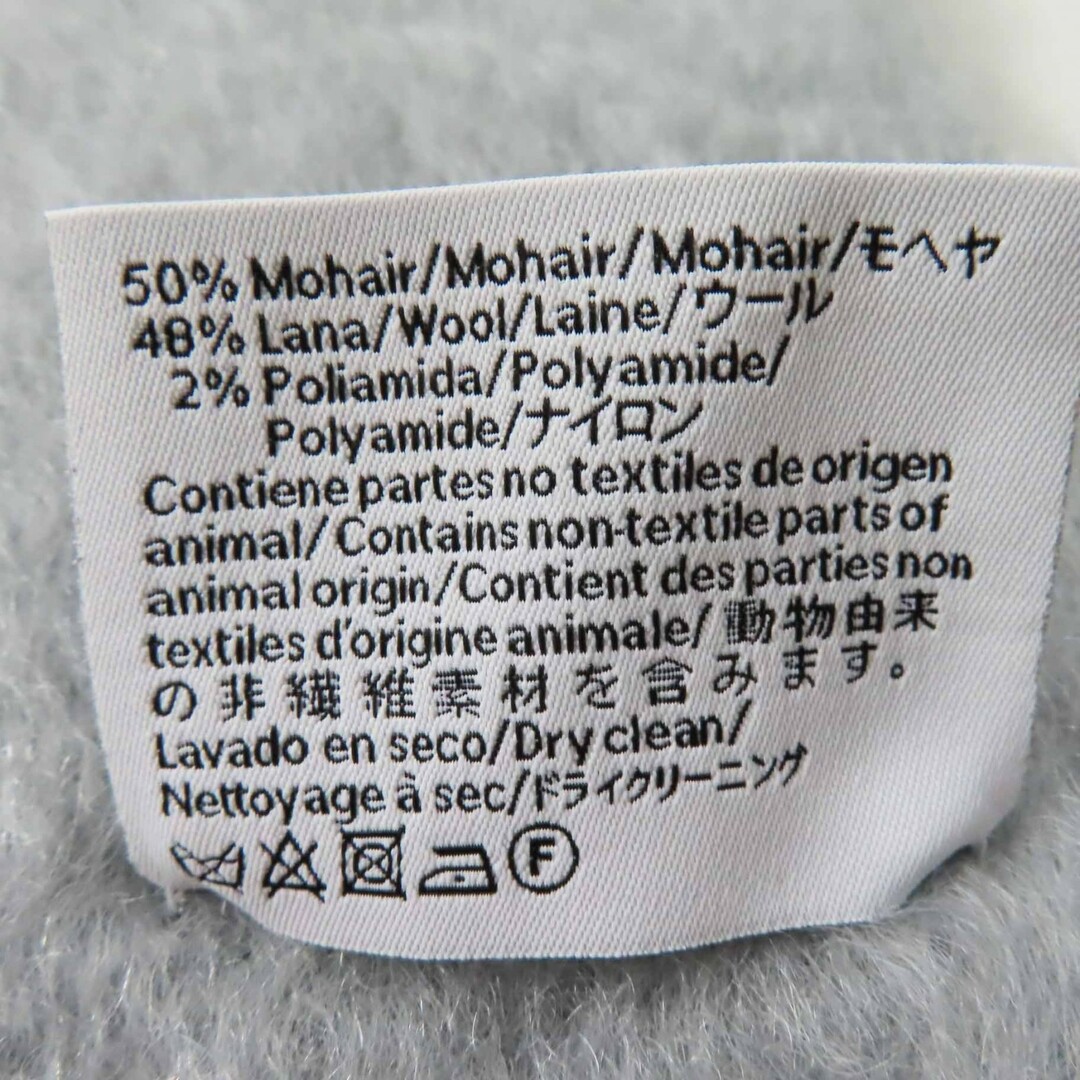 50% Mohair/Mohair/Mohair/モヘヤ
48% Lana/Wool/Laine/ウール
2% Poliamida/Polyamide/
Polyamide/ナイロン
Contiene partes no textiles de origen
animal/Contains non-textile parts of
animal origin/Contient des parties non
textiles d'origine animale/動物由来
の非繊維素材を含みます。
Lavado en seco/Dry clean/
Nettoyage à sec/ドライクリーニング
F